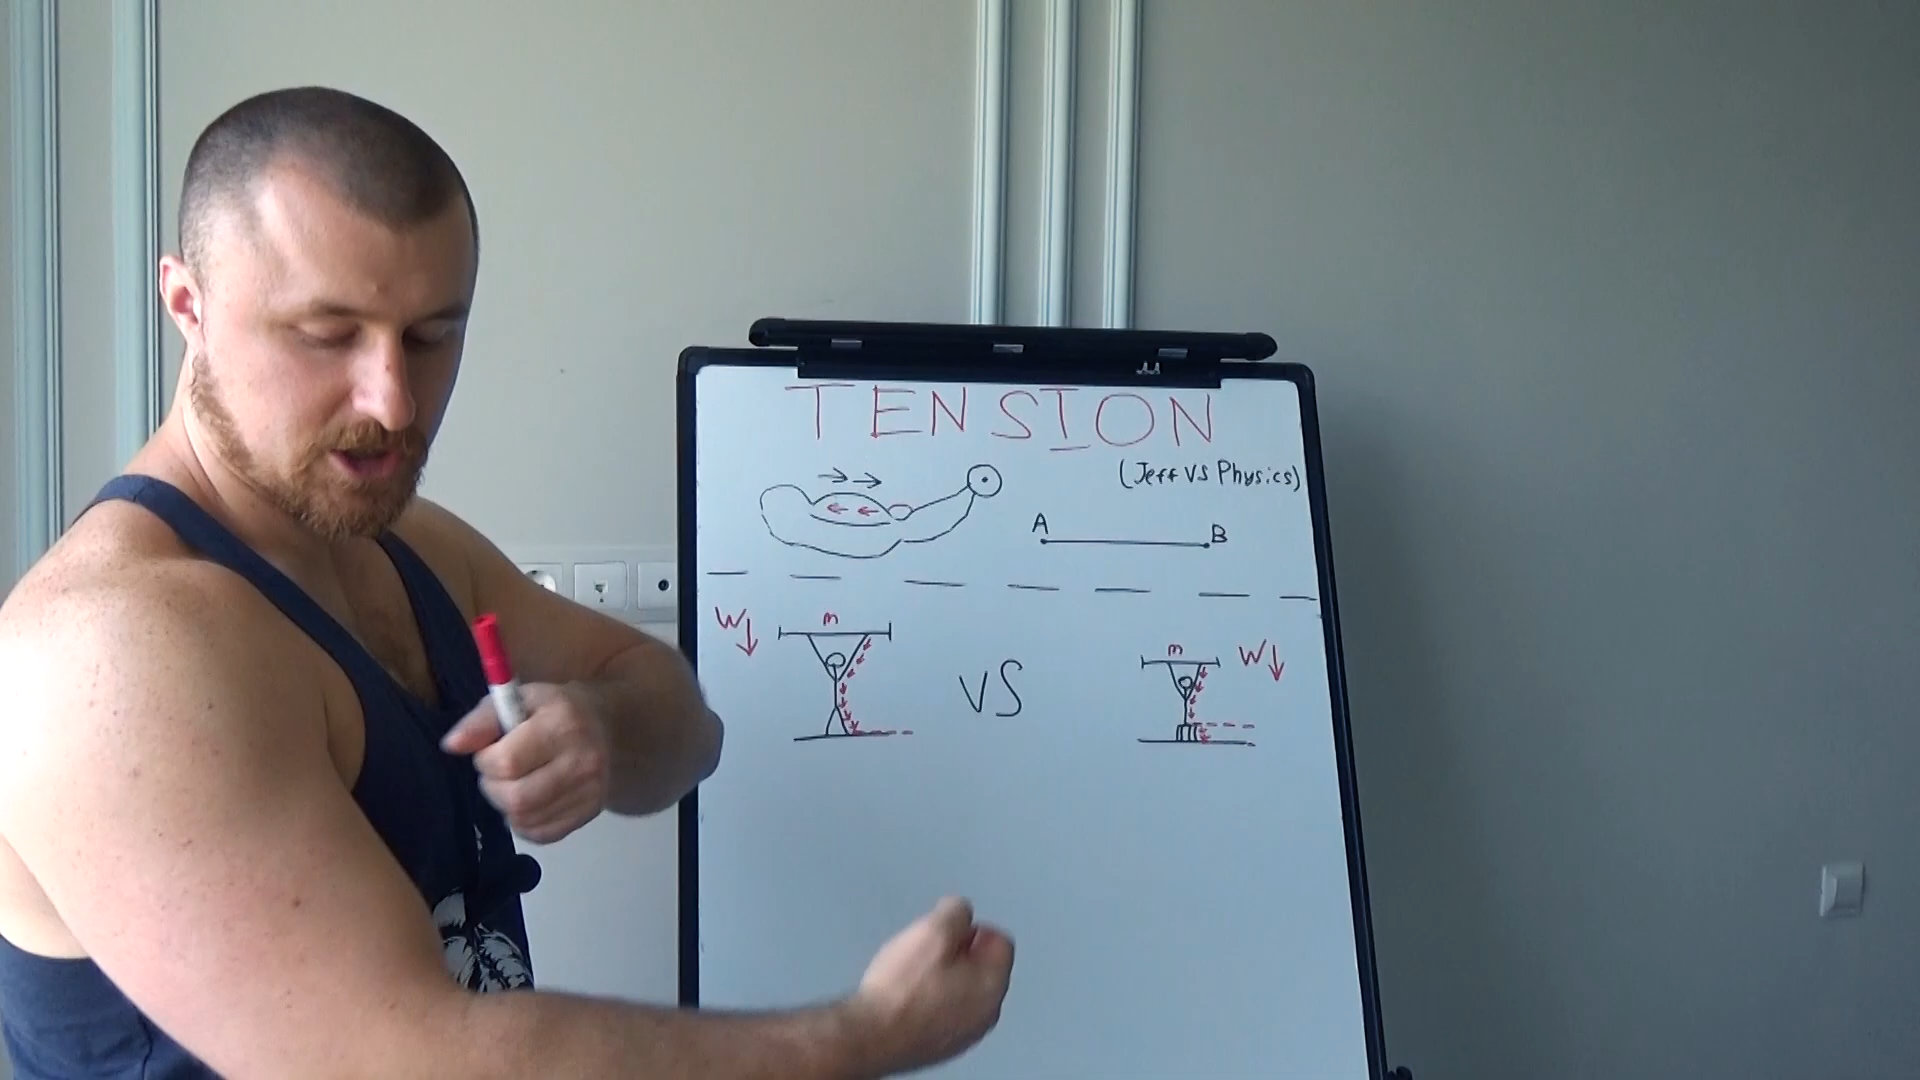 TENSION
(Jeff VS Physics)
A B
W m
VS
m W